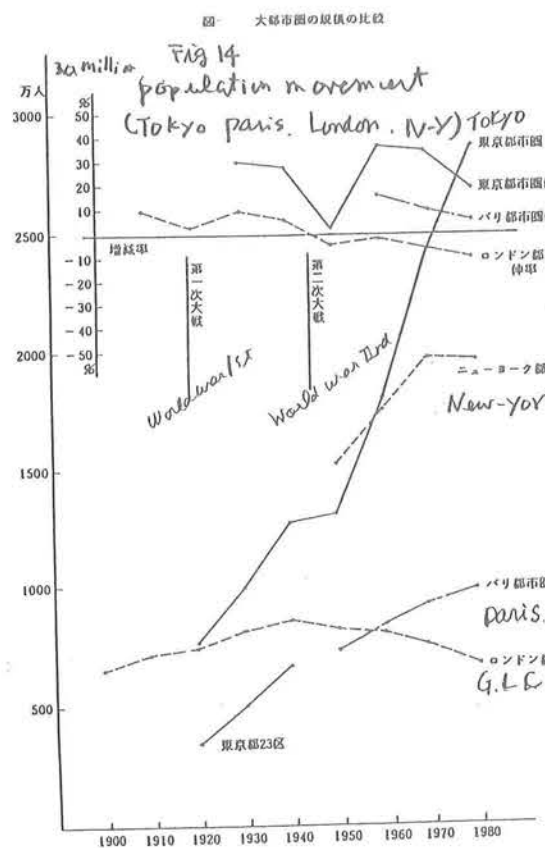 図　大都市圏の規模の比較
Fig 14
population movement
(Tokyo paris. London. N-Y)
Tokyo
万人
3000
2500
2000
1500
1000
500
%
50
40
30
20
10
-10
-20
-30
-40
-50
%
増減率
東京都市圏
東京都市圏
パリ都市圏
ロンドン都
伸率
第一次大戦
第二次大戦
World war 1st
World war IInd
ニューヨーク都
New-yor
パリ都市圏
paris.
ロンドン都
東京都23区
1900 1910 1920 1930 1940 1950 1960 1970 1980